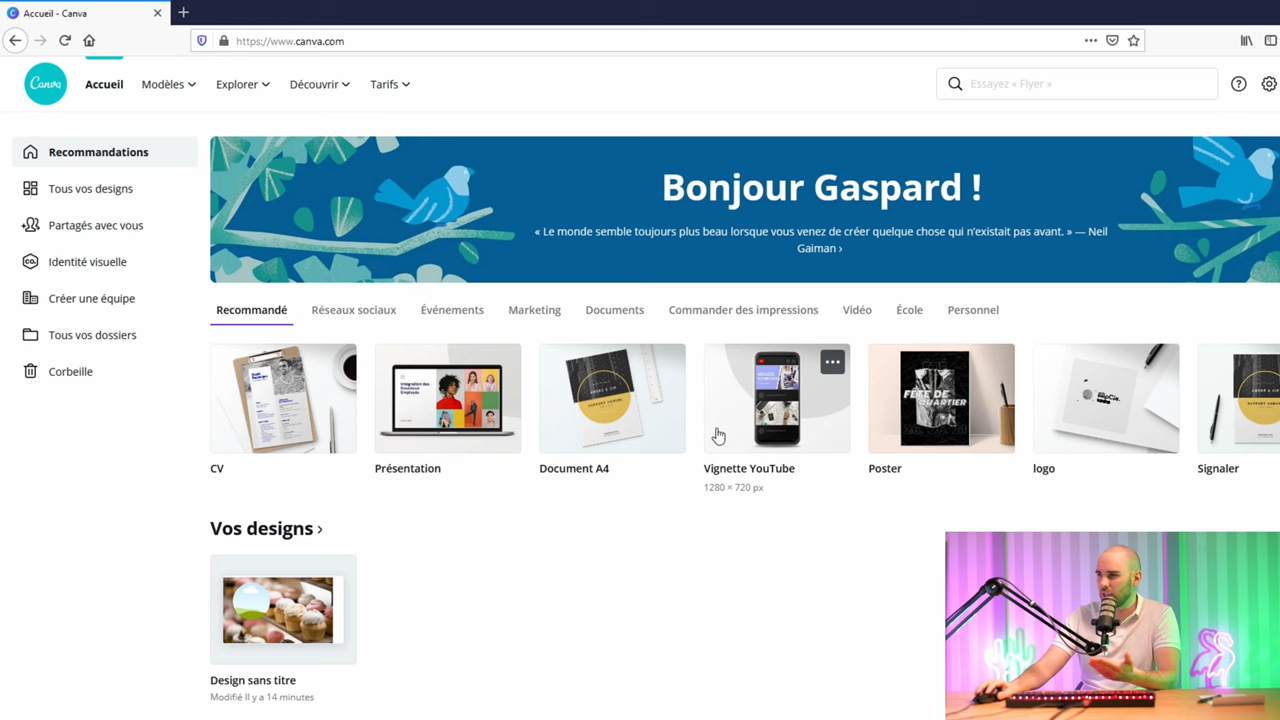 Accueil - Canva
https://www.canva.com
Canva
Accueil
Modèles
Explorer
Découvrir
Tarifs
Essayez « Flyer »
Recommandations
Tous vos designs
Partagés avec vous
Identité visuelle
Créer une équipe
Tous vos dossiers
Corbeille
Bonjour Gaspard !
« Le monde semble toujours plus beau lorsque vous venez de créer quelque chose qui n'existait pas avant. » — Neil
Gaiman ›
Recommandé
Réseaux sociaux
Événements
Marketing
Documents
Commander des impressions
Vidéo
École
Personnel
FÊTE DE
QUARTIER
CV
Présentation
Document A4
Vignette YouTube
Poster
logo
Signaler
1280 × 720 px
Vos designs ›
Design sans titre
Modifié Il y a 14 minutes